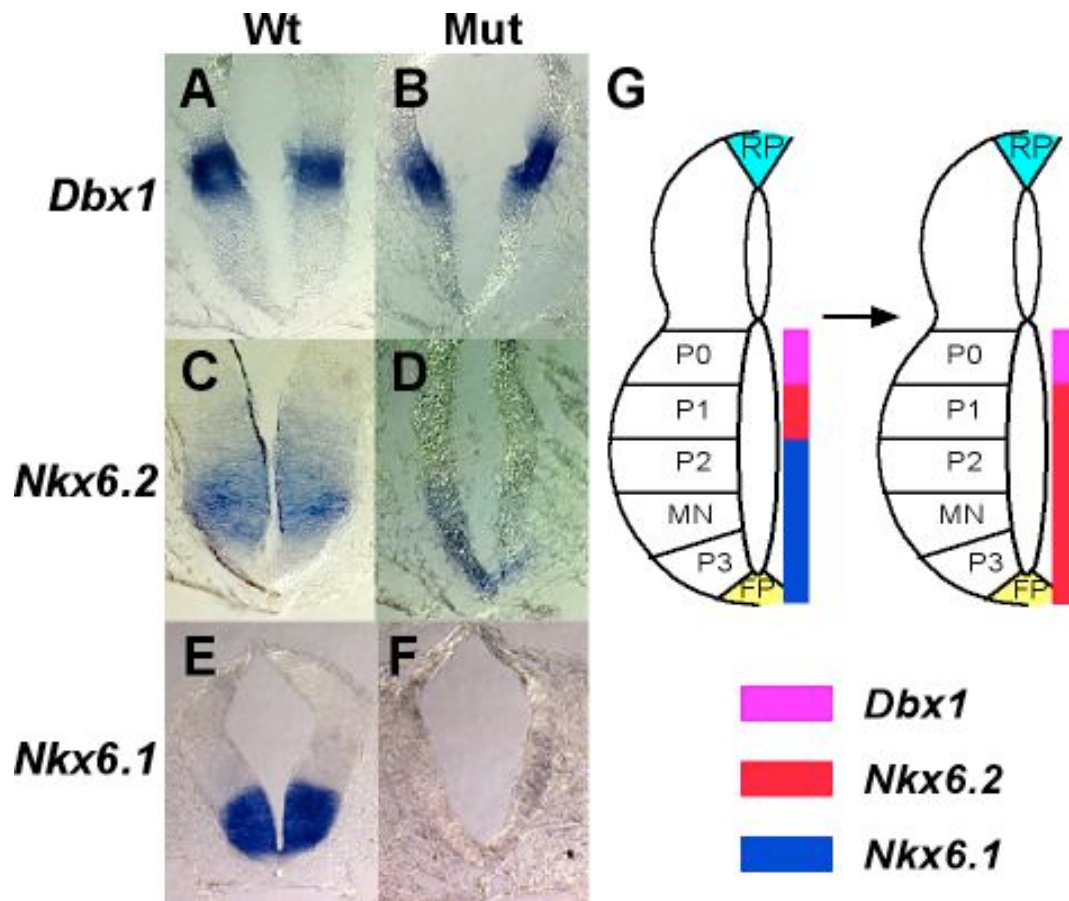 Wt Mut
A B G
Dbx1
C D
Nkx6.2
E F
Nkx6.1
RP RP
P0 P0
P1 P1
P2 P2
MN MN
P3 P3
FP FP
Dbx1
Nkx6.2
Nkx6.1